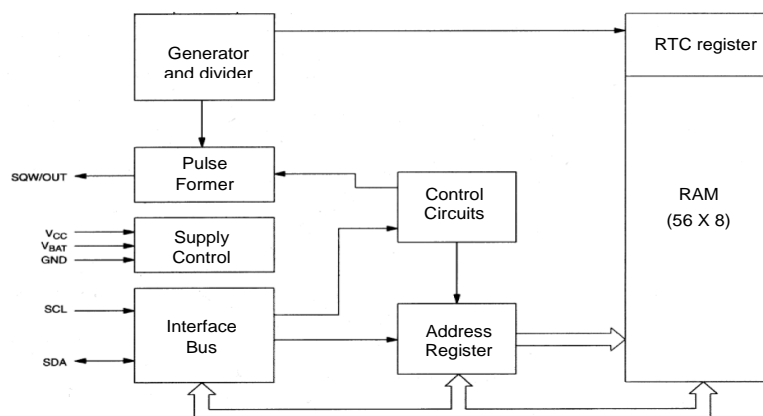 Generator
and divider
RTC register
SQW/OUT
Pulse
Former
Control
Circuits
RAM
(56 X 8)
VCC
VBAT
GND
Supply
Control
SCL
SDA
Interface
Bus
Address
Register